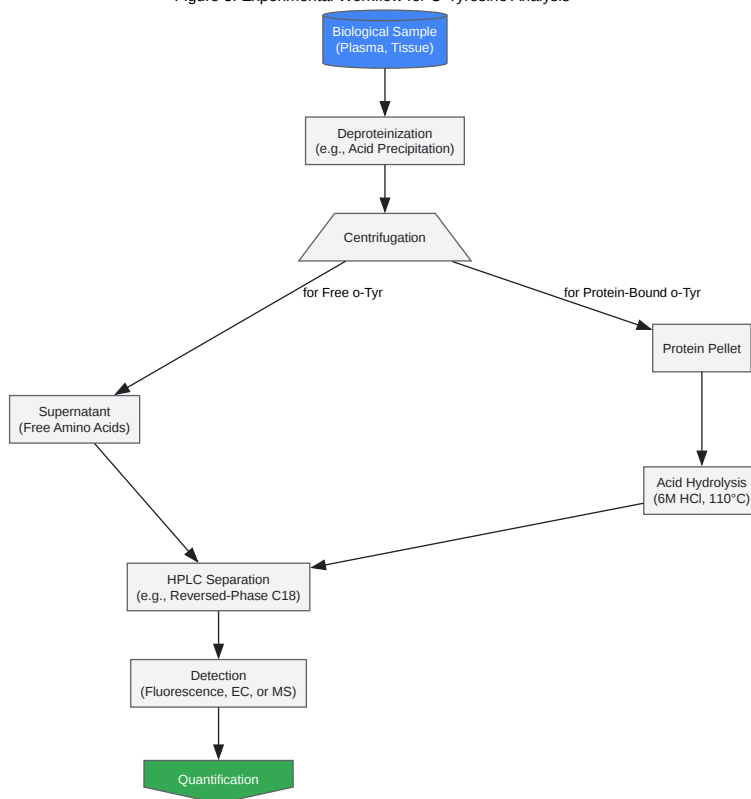 Biological Sample
(Plasma, Tissue)
Deproteinization
(e.g., Acid Precipitation)
Centrifugation
for Free o-Tyr
for Protein-Bound o-Tyr
Protein Pellet
Supernatant
(Free Amino Acids)
Acid Hydrolysis
(6M HCl, 110°C)
HPLC Separation
(e.g., Reversed-Phase C18)
Detection
(Fluorescence, EC, or MS)
Quantification